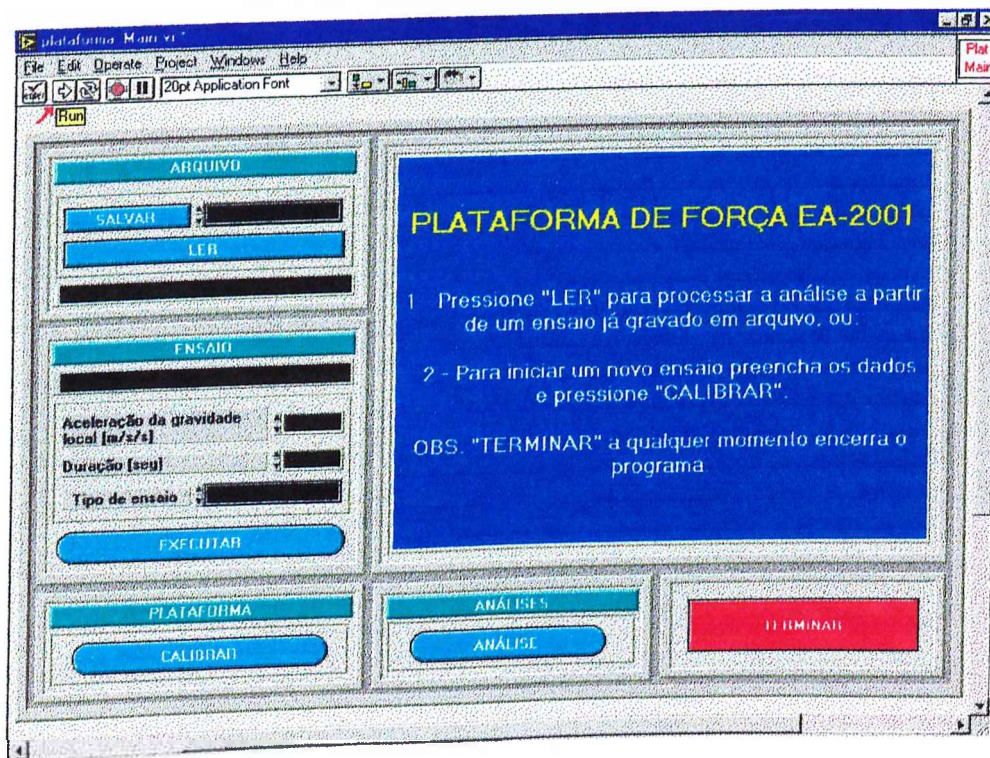 plataforma Main.vi *
File Edit Operate Project Windows Help
20pt Application Font
Plat
Main
Run
ARQUIVO
SALVAR
LER
ENSAIO
Aceleração da gravidade
local [m/s/s]
Duração [seg]
Tipo de ensaio
EXECUTAR
PLATAFORMA
CALIBRAR
PLATAFORMA DE FORÇA EA-2001
1 Pressione "LER" para processar a análise a partir
de um ensaio já gravado em arquivo, ou:
2 - Para iniciar um novo ensaio preencha os dados
e pressione "CALIBRAR".
OBS. "TERMINAR" a qualquer momento encerra o
programa
ANÁLISES
ANÁLISE
TERMINAR